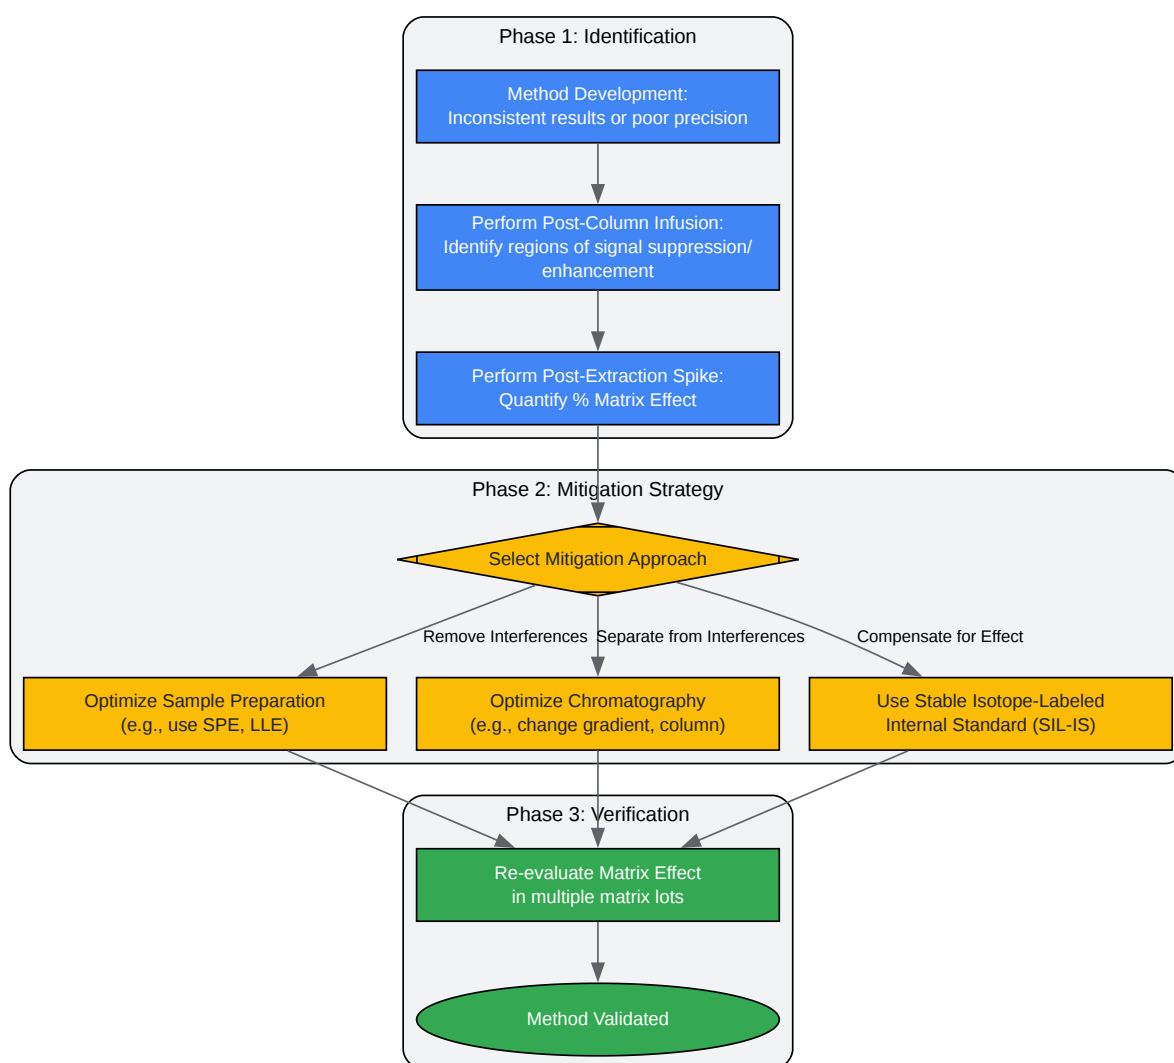 Phase 1: Identification
Method Development:
Inconsistent results or poor precision
Perform Post-Column Infusion:
Identify regions of signal suppression/
enhancement
Perform Post-Extraction Spike:
Quantify % Matrix Effect
Phase 2: Mitigation Strategy
Select Mitigation Approach
Remove Interferences
Separate from Interferences
Compensate for Effect
Optimize Sample Preparation
(e.g., use SPE, LLE)
Optimize Chromatography
(e.g., change gradient, column)
Use Stable Isotope-Labeled
Internal Standard (SIL-IS)
Phase 3: Verification
Re-evaluate Matrix Effect
in multiple matrix lots
Method Validated